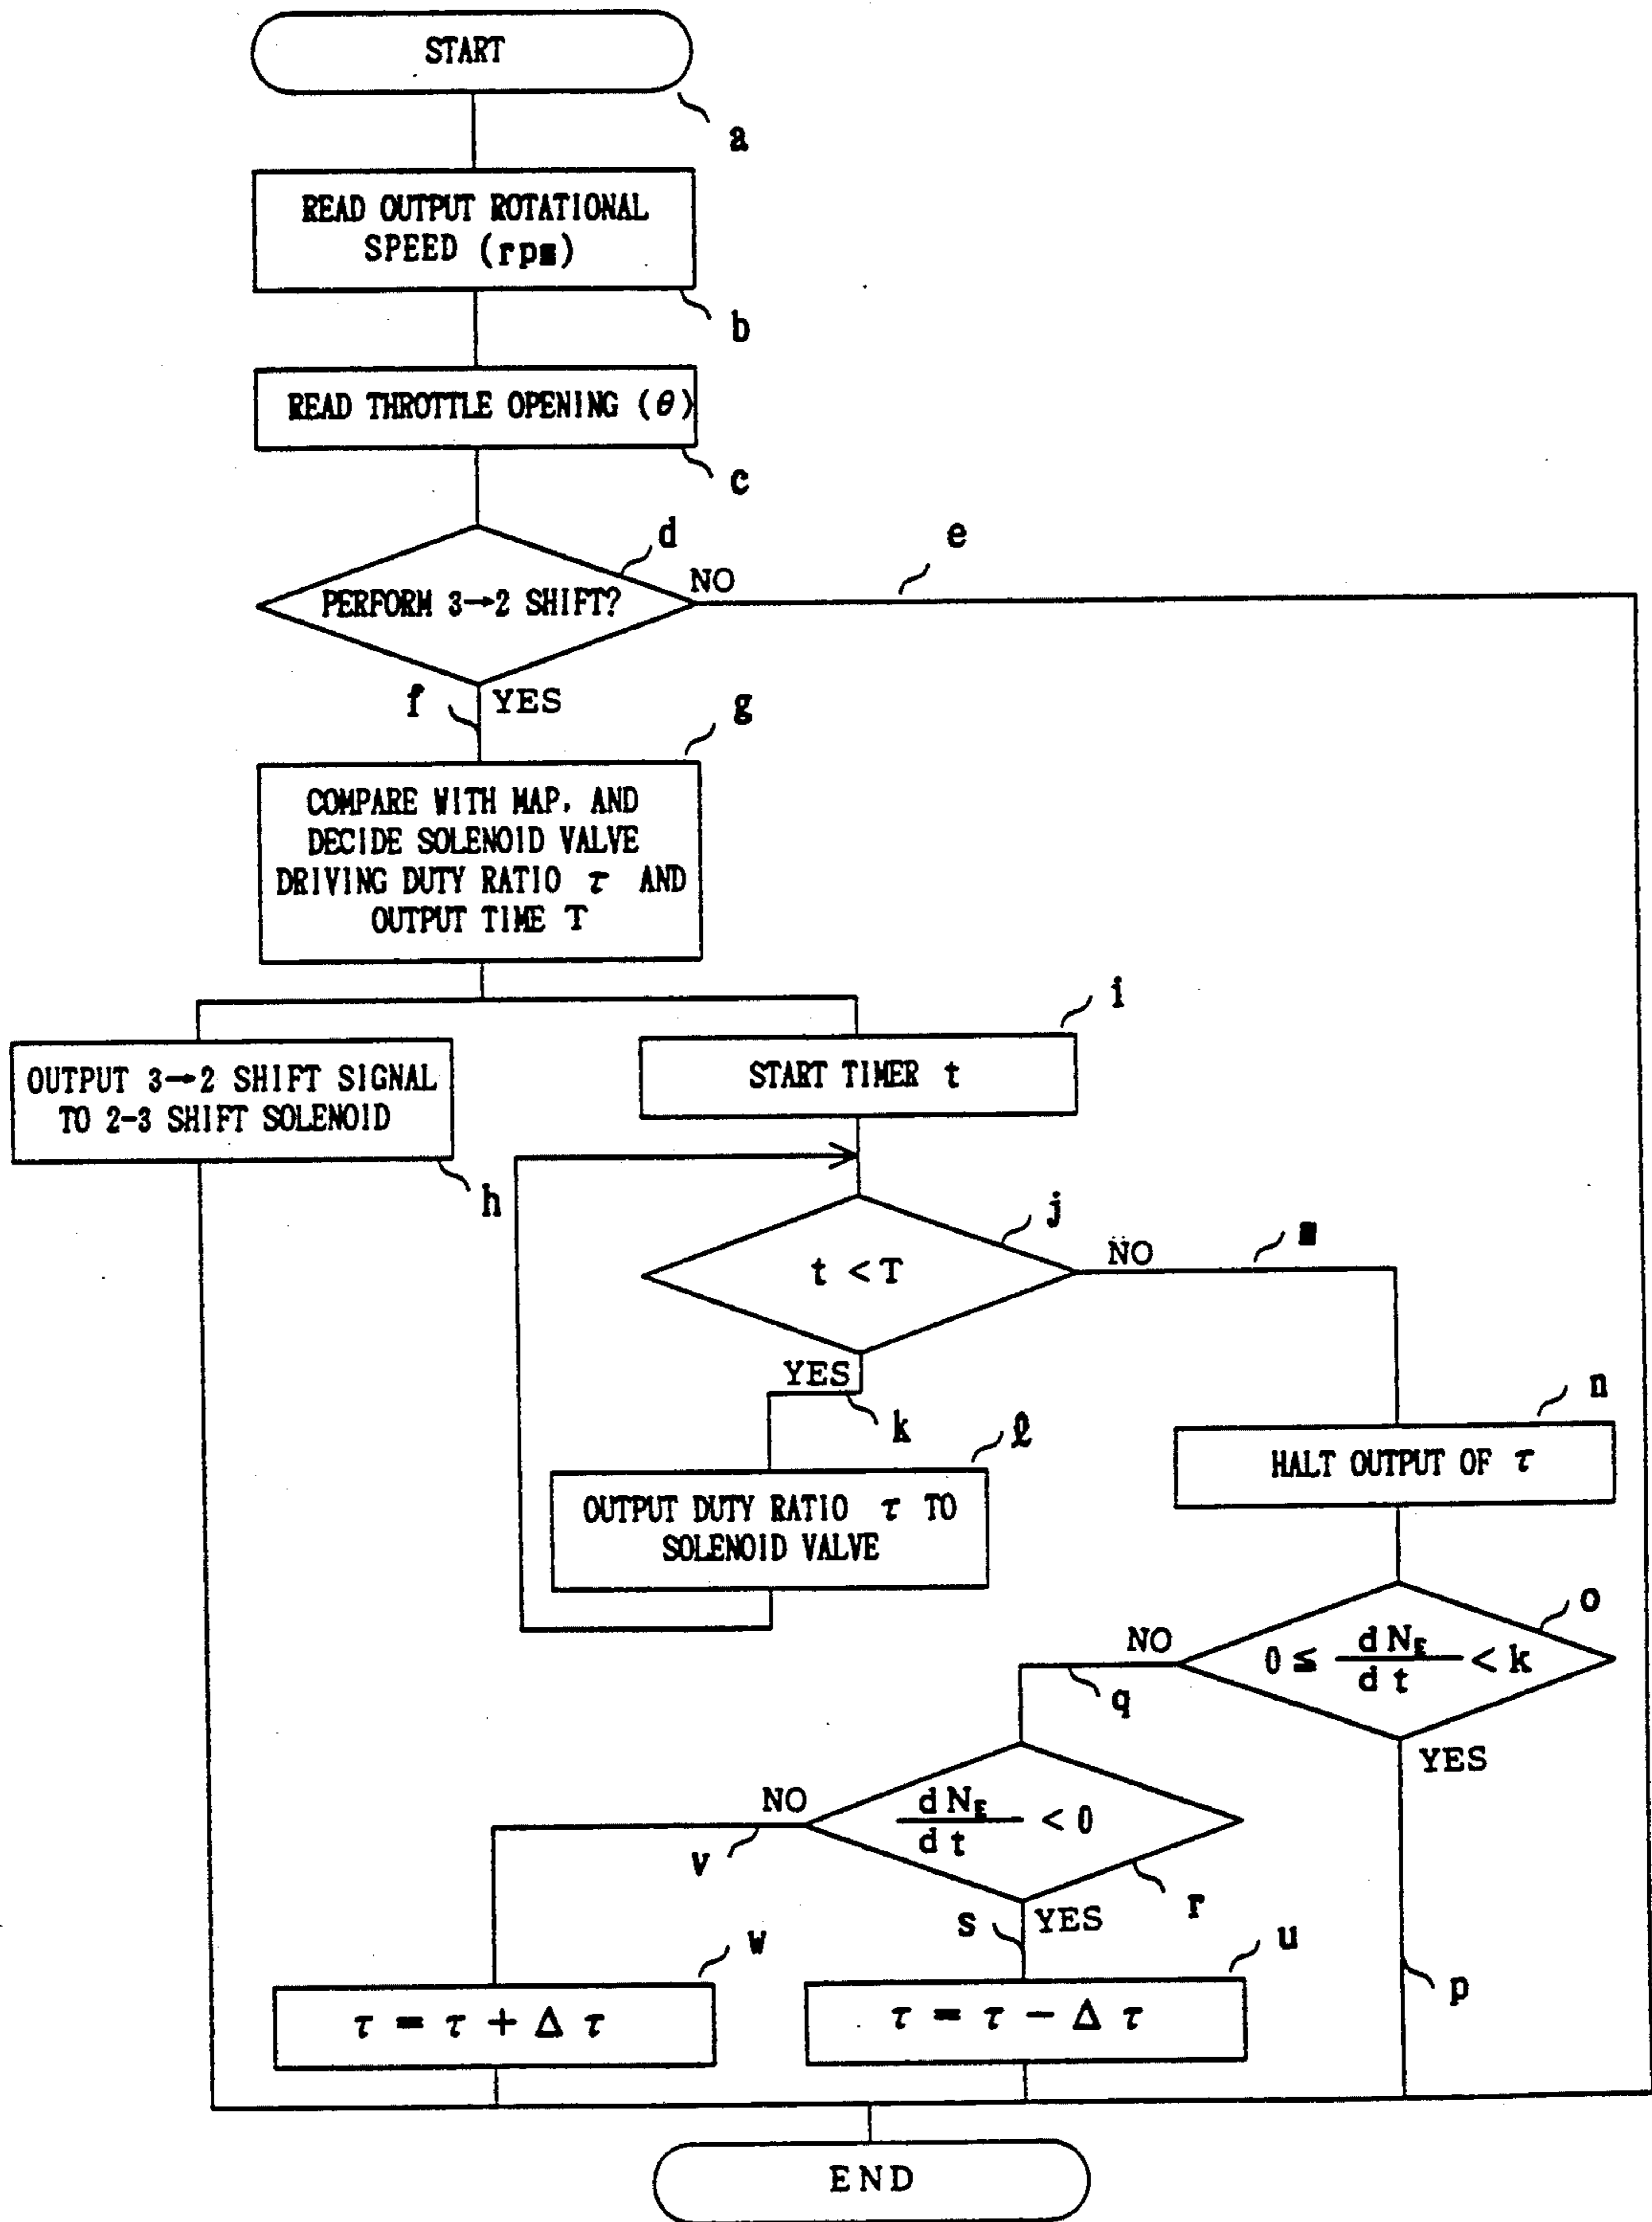 START
a
READ OUTPUT ROTATIONAL
SPEED (rpm)
b
READ THROTTLE OPENING (θ)
c
d
e
PERFORM 3→2 SHIFT?
NO
f
YES
g
COMPARE WITH MAP. AND
DECIDE SOLENOID VALVE
DRIVING DUTY RATIO τ AND
OUTPUT TIME T
i
OUTPUT 3→2 SHIFT SIGNAL
TO 2-3 SHIFT SOLENOID
h
START TIMER t
j
t < T
NO
m
YES
k
ℓ
OUTPUT DUTY RATIO τ TO
SOLENOID VALVE
n
HALT OUTPUT OF τ
o
0 ≤ dN_E/dt < k
NO
q
YES
p
dN_E/dt < 0
NO
v
r
s
YES
w
τ = τ + Δτ
u
τ = τ − Δτ
END